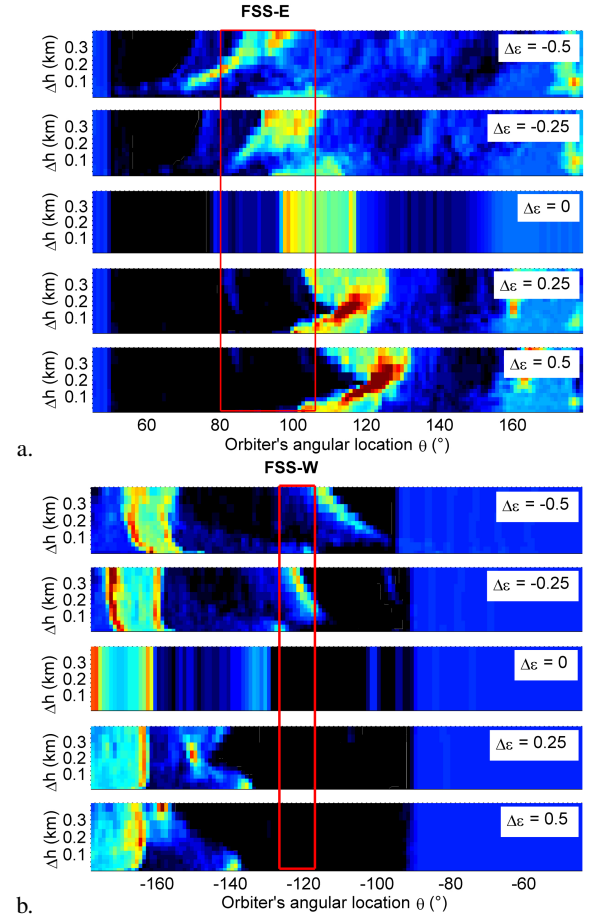 FSS-E
Δh (km)
0.3
0.2
0.1
Δε = -0.5
Δh (km)
0.3
0.2
0.1
Δε = -0.25
Δh (km)
0.3
0.2
0.1
Δε = 0
Δh (km)
0.3
0.2
0.1
Δε = 0.25
Δh (km)
0.3
0.2
0.1
Δε = 0.5
60 80 100 120 140 160
a.
Orbiter's angular location θ (°)
FSS-W
Δh (km)
0.3
0.2
0.1
Δε = -0.5
Δh (km)
0.3
0.2
0.1
Δε = -0.25
Δh (km)
0.3
0.2
0.1
Δε = 0
Δh (km)
0.3
0.2
0.1
Δε = 0.25
Δh (km)
0.3
0.2
0.1
Δε = 0.5
-160 -140 -120 -100 -80 -60
b.
Orbiter's angular location θ (°)